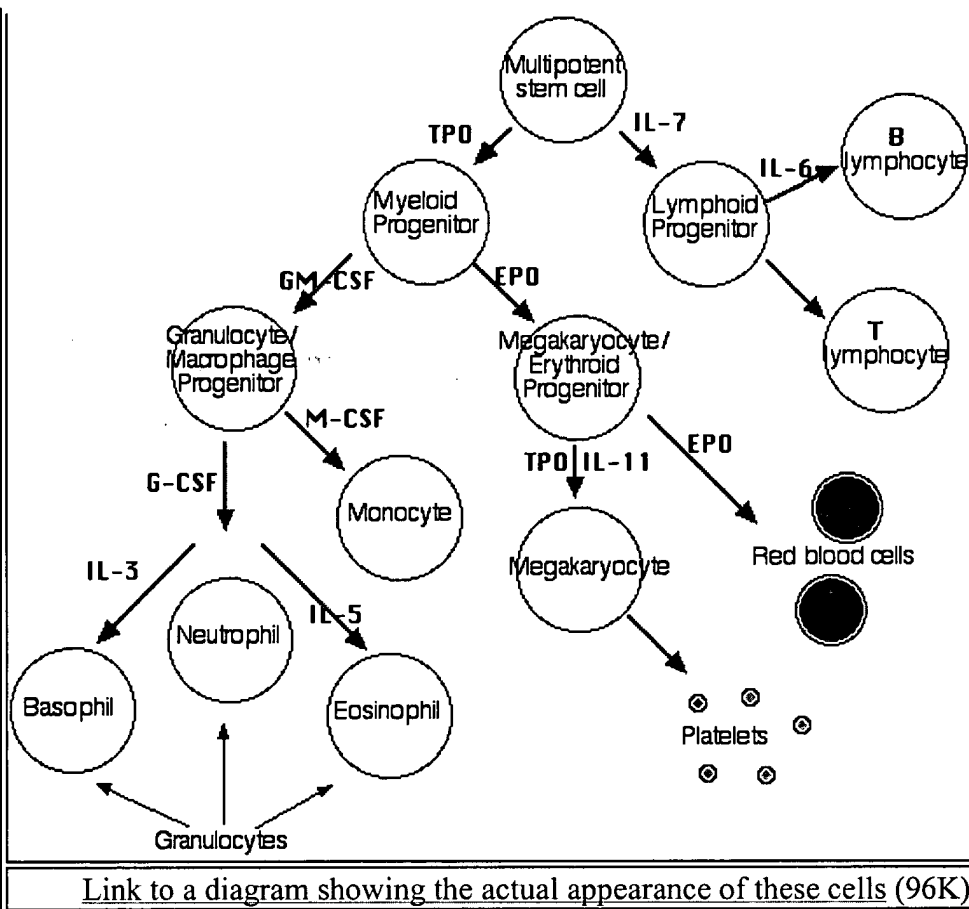 Multipotent
stem cell
TPO
IL-7
B
lymphocyte
IL-6
Myeloid
Progenitor
Lymphoid
Progenitor
GM-CSF
EPO
T
lymphocyte
Granulocyte/
Macrophage
Progenitor
Megakaryocyte/
Erythroid
Progenitor
M-CSF
G-CSF
TPO IL-11
EPO
Monocyte
Megakaryocyte
Red blood cells
IL-3
IL-5
Neutrophil
Basophil
Eosinophil
Platelets
Granulocytes
Link to a diagram showing the actual appearance of these cells (96K)